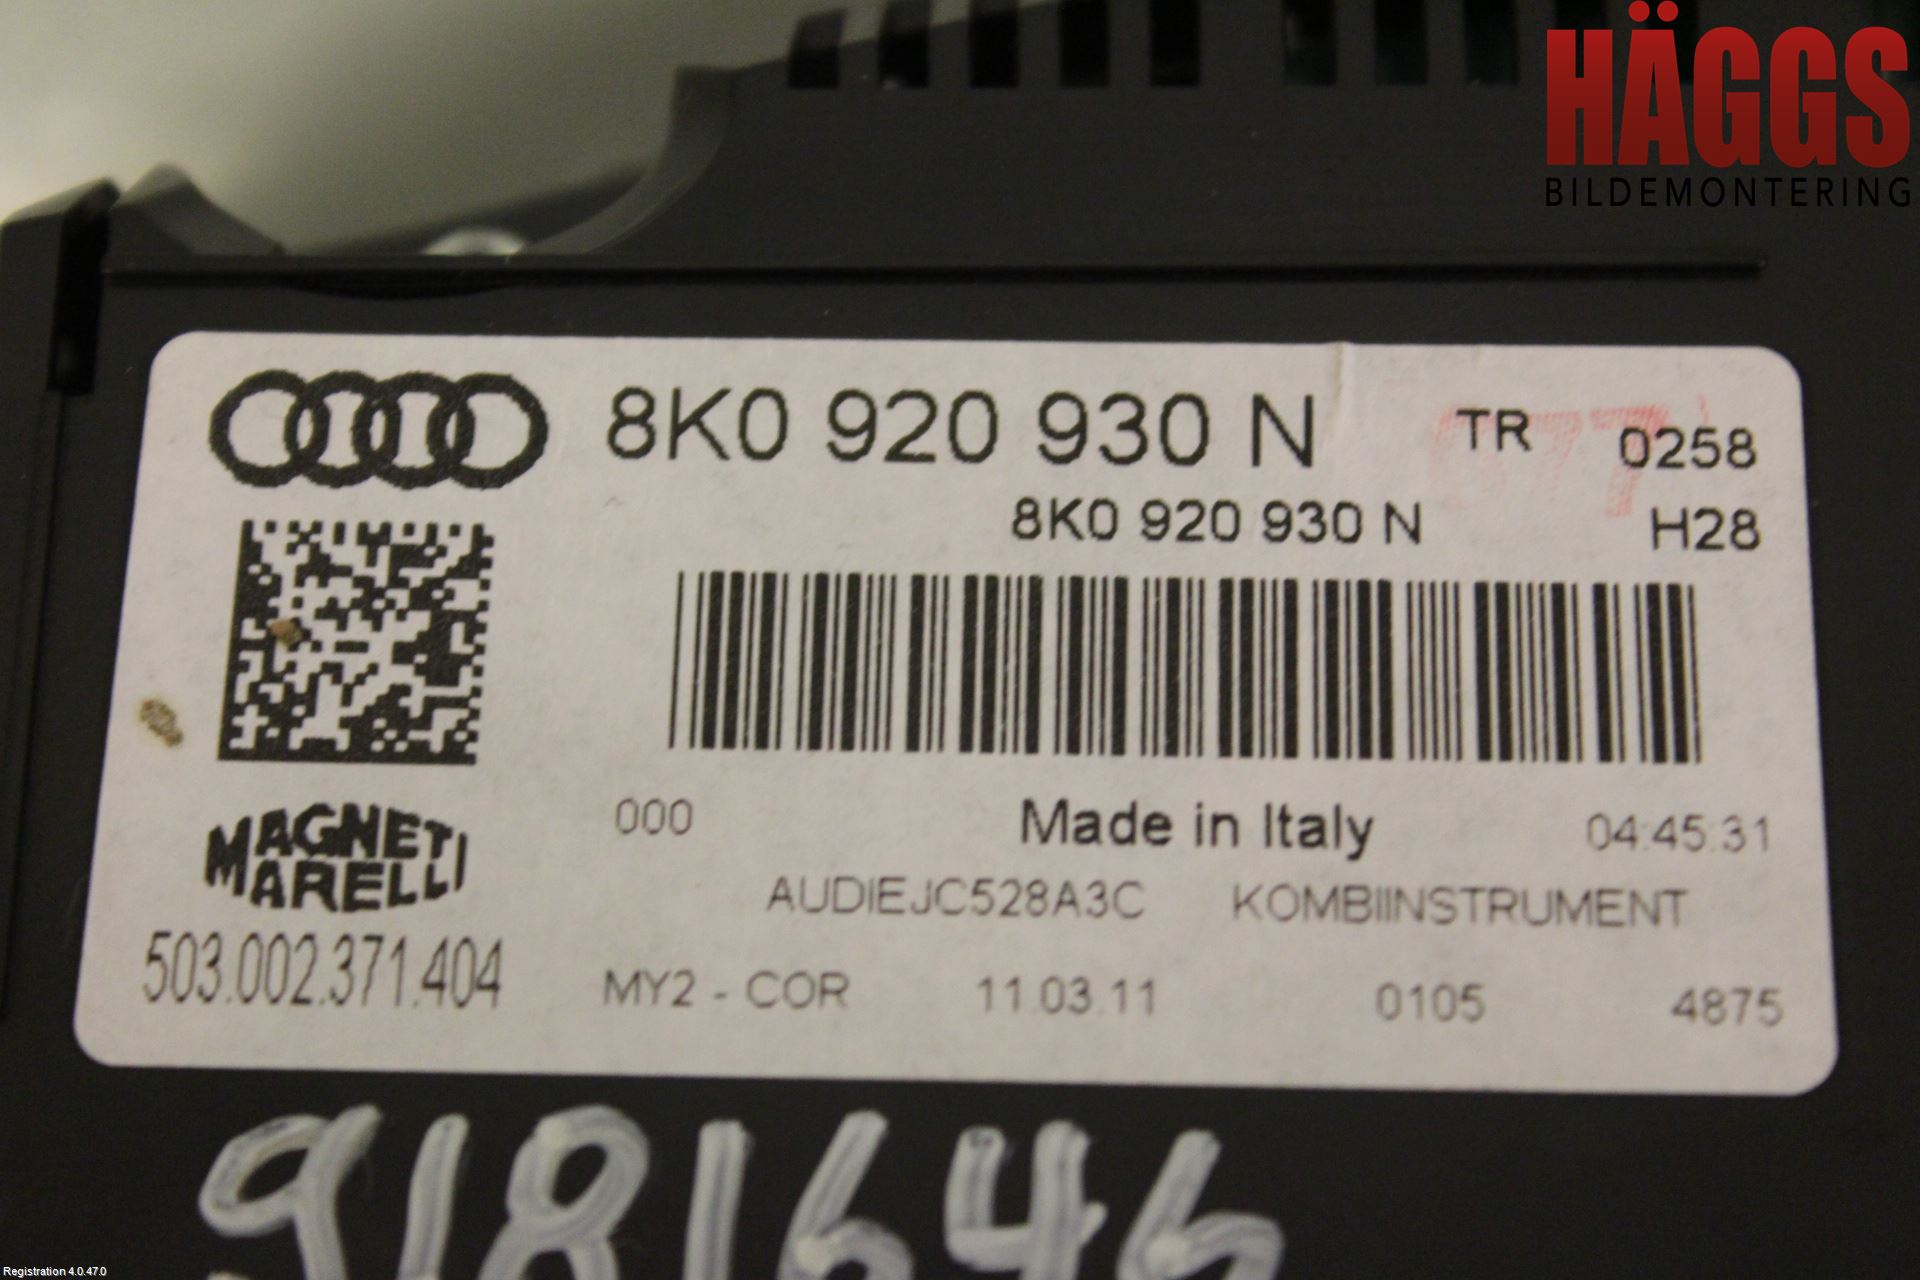 HÄGGS
BILDEMONTERING
8K0 920 930 N TR 0258
8K0 920 930 N H28
000 Made in Italy 04:45:31
MAGNETI
MARELLI
AUDIEJC528A3C KOMBIINSTRUMENT
503.002.371.404
MY2 - COR 11.03.11 0105 4875
9181646
Registration 4.0.47.0